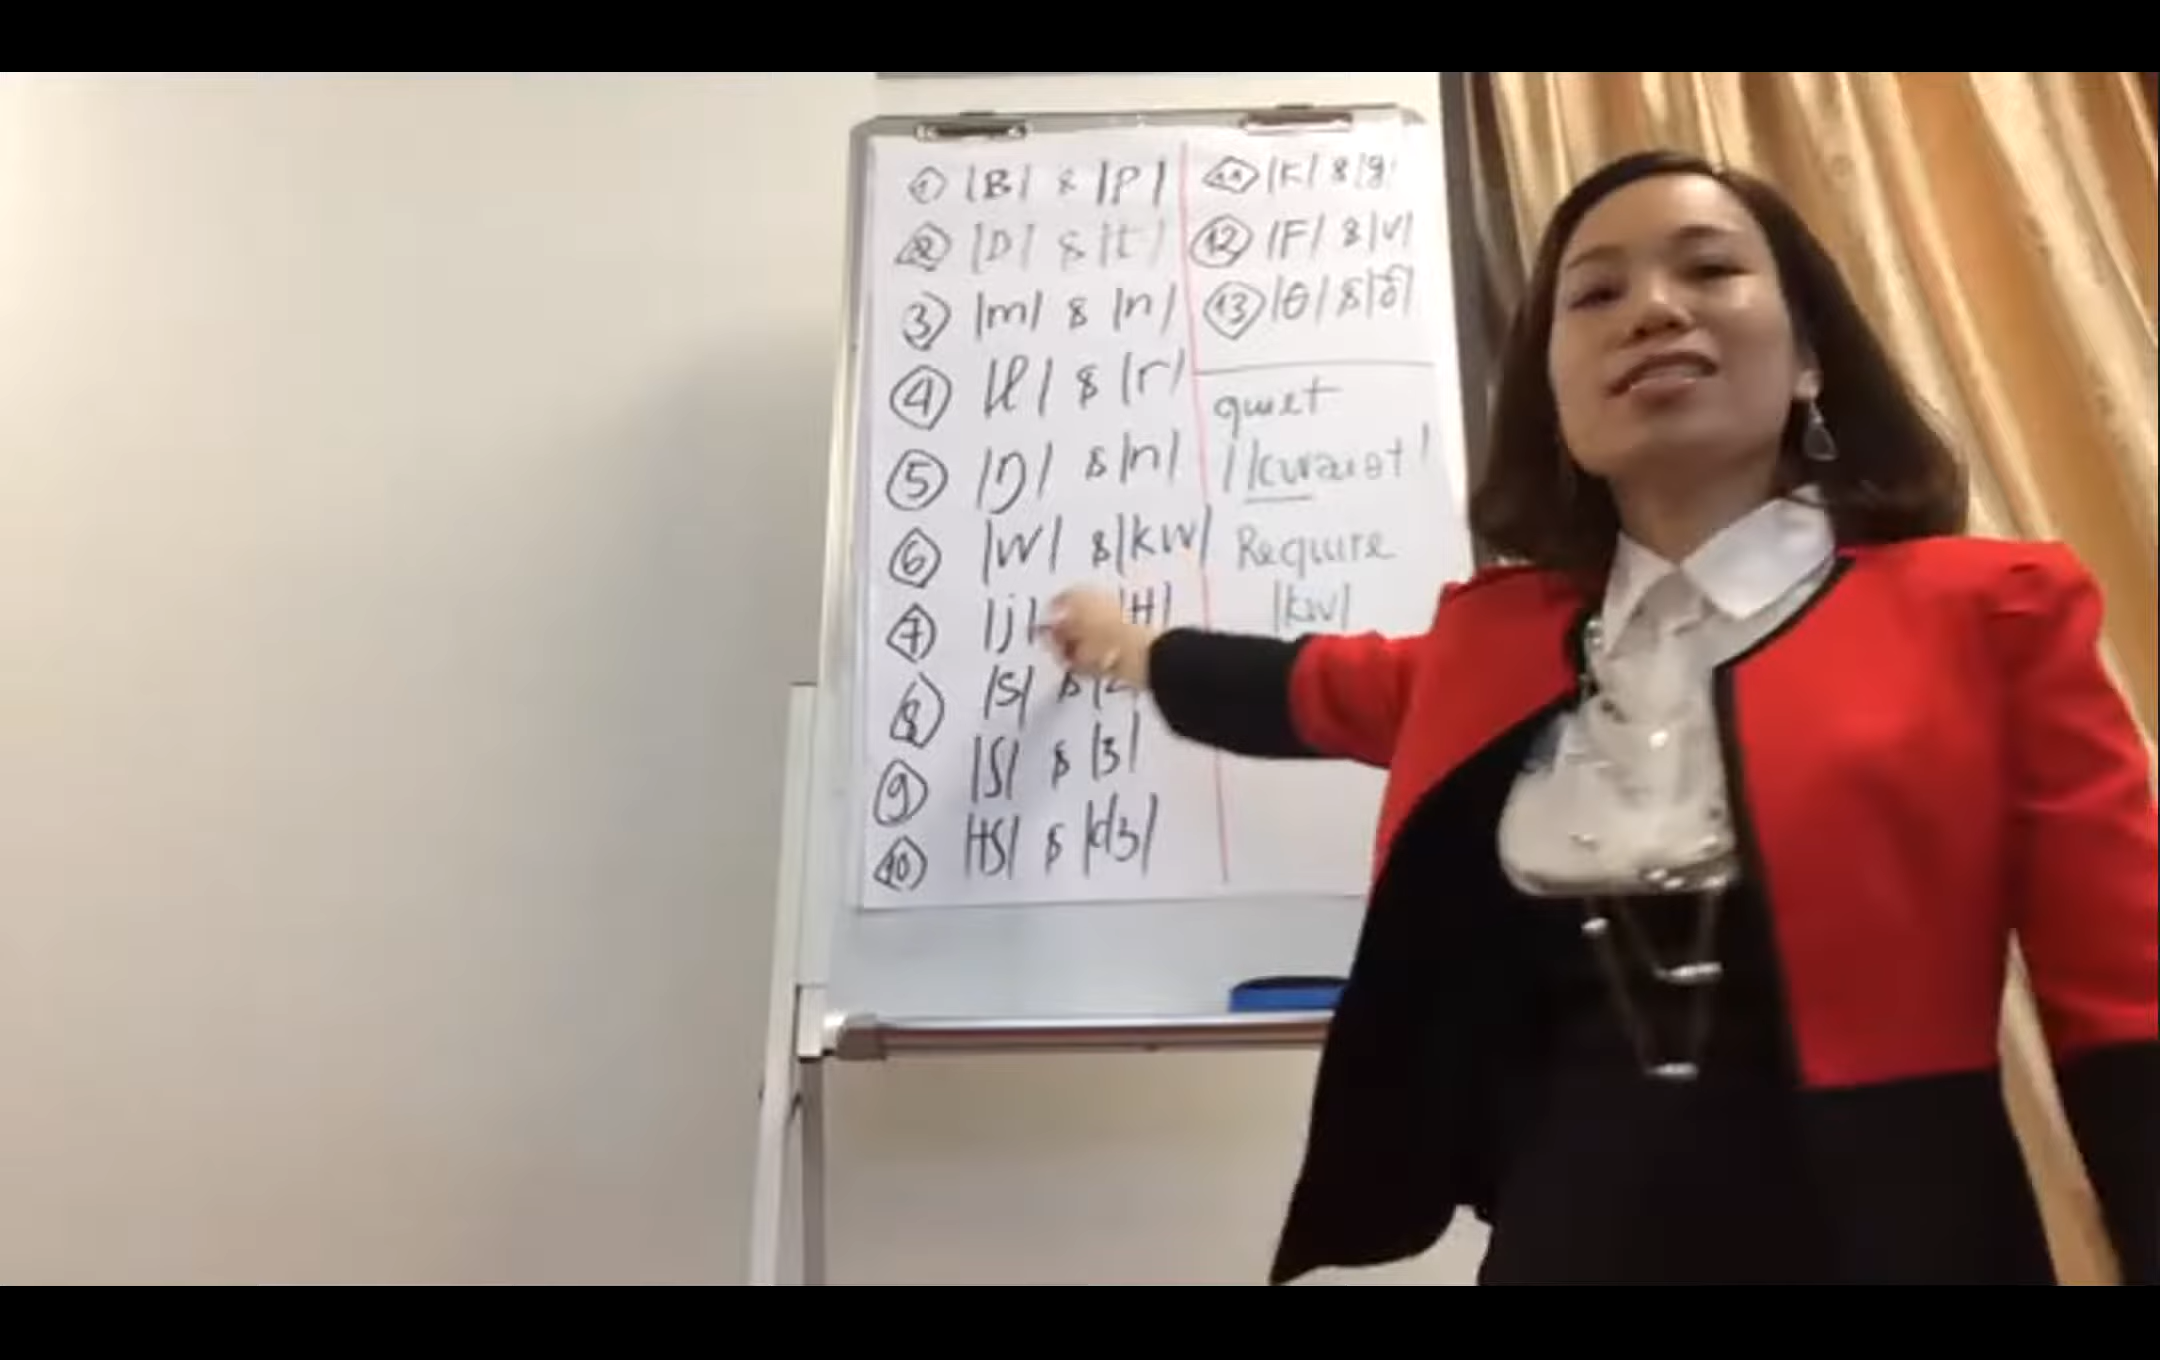 1 /B/ & /P/
2 /D/ & /t/
3 /m/ & /n/
4 /l/ & /r/
5 /ŋ/ & /n/
6 /w/ & /kw/
7 /j/ /H/
8 /s/ & /z
9 /ʃ/ & /ʒ/
10 /tʃ/ & /dʒ/
11 /K/ & /g/
12 /F/ & /v/
13 /θ/ & /ð/
quiet
/kwaɪət/
Require
/kw/